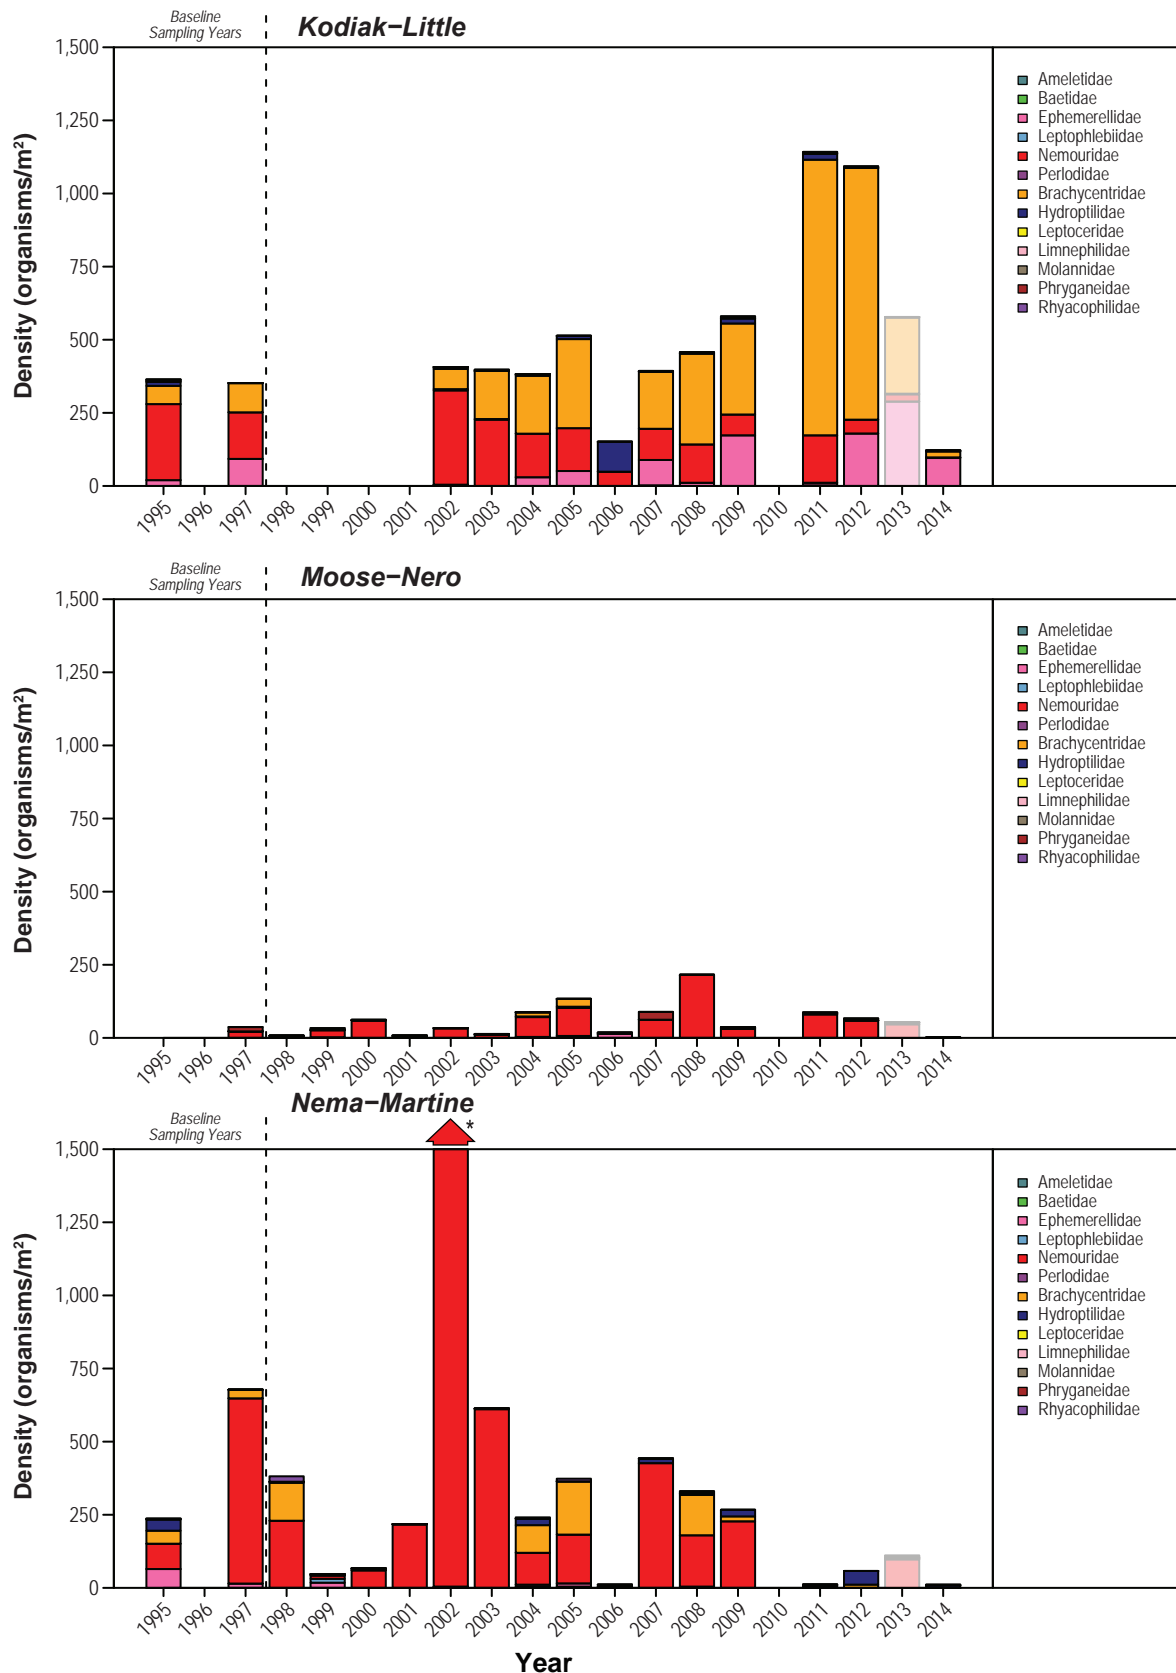 Baseline
Sampling Years
Kodiak−Little
1,500
1,250
1,000
750
500
250
0
Density (organisms/m²)
1995 1996 1997 1998 1999 2000 2001 2002 2003 2004 2005 2006 2007 2008 2009 2010 2011 2012 2013 2014
Ameletidae
Baetidae
Ephemerellidae
Leptophlebiidae
Nemouridae
Perlodidae
Brachycentridae
Hydroptilidae
Leptoceridae
Limnephilidae
Molannidae
Phryganeidae
Rhyacophilidae
Baseline
Sampling Years
Moose−Nero
1,500
1,250
1,000
750
500
250
0
Density (organisms/m²)
1995 1996 1997 1998 1999 2000 2001 2002 2003 2004 2005 2006 2007 2008 2009 2010 2011 2012 2013 2014
Ameletidae
Baetidae
Ephemerellidae
Leptophlebiidae
Nemouridae
Perlodidae
Brachycentridae
Hydroptilidae
Leptoceridae
Limnephilidae
Molannidae
Phryganeidae
Rhyacophilidae
Baseline
Sampling Years
Nema−Martine
*
1,500
1,250
1,000
750
500
250
0
Density (organisms/m²)
1995 1996 1997 1998 1999 2000 2001 2002 2003 2004 2005 2006 2007 2008 2009 2010 2011 2012 2013 2014
Ameletidae
Baetidae
Ephemerellidae
Leptophlebiidae
Nemouridae
Perlodidae
Brachycentridae
Hydroptilidae
Leptoceridae
Limnephilidae
Molannidae
Phryganeidae
Rhyacophilidae
Year